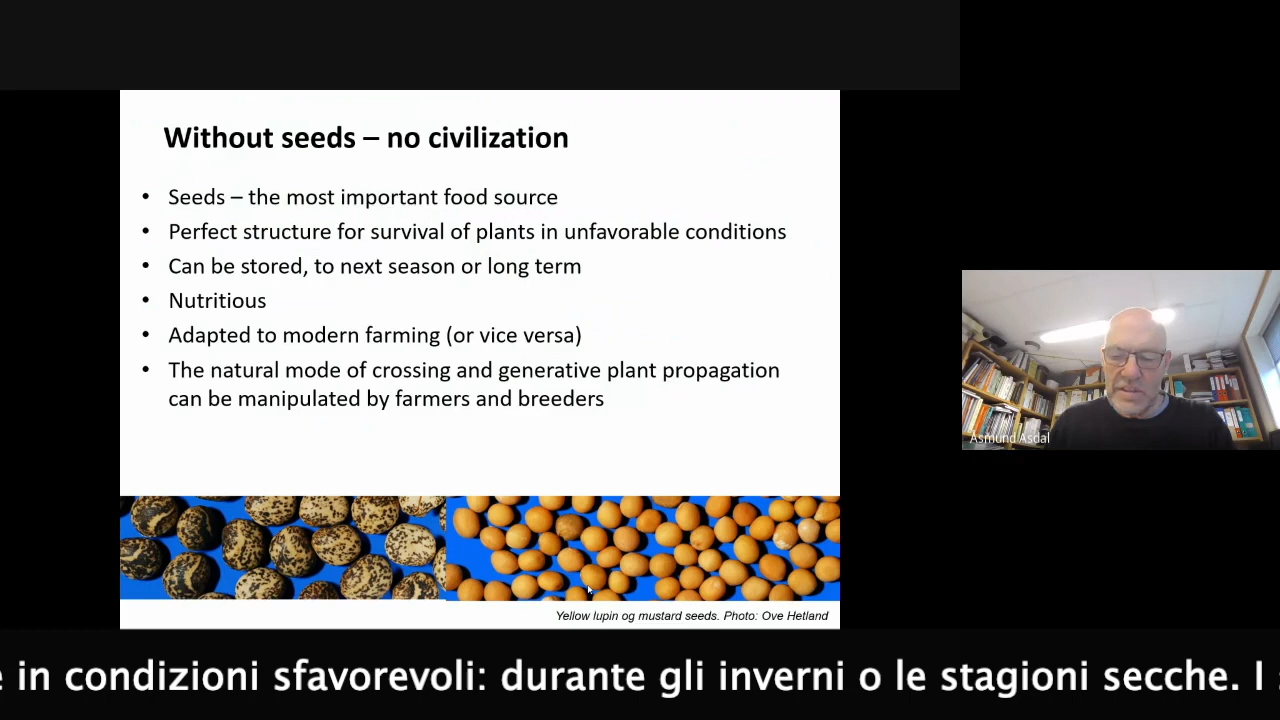 Without seeds – no civilization
• Seeds – the most important food source
• Perfect structure for survival of plants in unfavorable conditions
• Can be stored, to next season or long term
• Nutritious
• Adapted to modern farming (or vice versa)
• The natural mode of crossing and generative plant propagation
can be manipulated by farmers and breeders
Åsmund Asdal
Yellow lupin og mustard seeds. Photo: Ove Hetland
in condizioni sfavorevoli: durante gli inverni o le stagioni secche. I